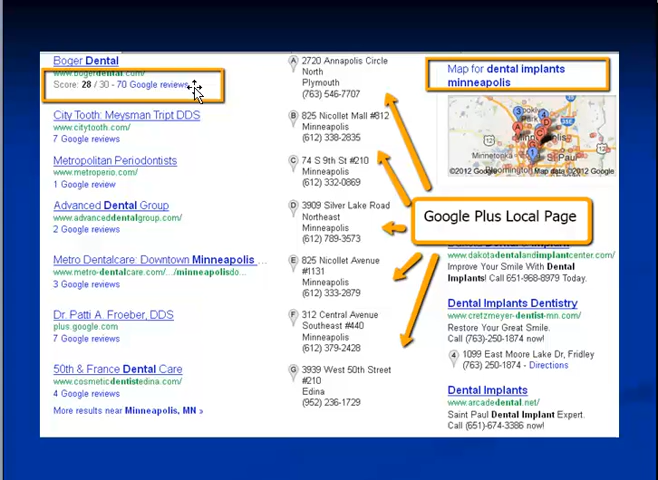 Boger Dental
www.bogerdental.com/
Score: 28 / 30 - 70 Google reviews
City Tooth: Meysman Tript DDS
www.citytooth.com/
7 Google reviews
Metropolitan Periodontists
www.metroperio.com/
1 Google review
Advanced Dental Group
www.advanceddentalgroup.com/
2 Google reviews
Metro Dentalcare: Downtown Minneapolis ...
www.metro-dentalcare.com/.../minneapolisdo...
3 Google reviews
Dr. Patti A. Froeber, DDS
plus.google.com
7 Google reviews
50th & France Dental Care
www.cosmeticdentistedina.com/
4 Google reviews
More results near Minneapolis, MN »
A 2720 Annapolis Circle
North
Plymouth
(763) 546-7707
B 825 Nicollet Mall #812
Minneapolis
(612) 338-2835
C 74 S 9th St #210
Minneapolis
(612) 332-0869
D 3909 Silver Lake Road
Northeast
Minneapolis
(612) 789-3573
E 825 Nicollet Avenue
#1131
Minneapolis
(612) 333-2879
F 312 Central Avenue
Southeast #440
Minneapolis
(612) 379-2428
G 3939 West 50th Street
#210
Edina
(952) 236-1729
Map for dental implants
minneapolis
Minnetonka
St Paul
Bloomington
©2012 Google Map data ©2012 Google
Google Plus Local Page
www.dakotadentalandimplantcenter.com/
Improve Your Smile With Dental
Implants! Call 651-968-8979 Today.
Dental Implants Dentistry
www.cretzmeyer-dentist-mn.com/
Restore Your Great Smile.
Call (763)-250-1874 now!
4 1099 East Moore Lake Dr, Fridley
(763) 250-1874 - Directions
Dental Implants
www.arcadedental.net/
Saint Paul Dental Implant Expert.
Call (651)-674-3386 now!